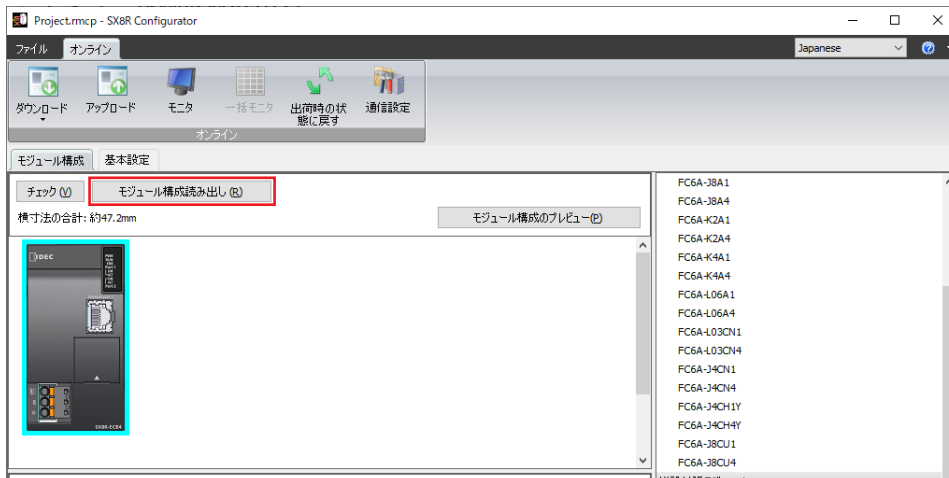 Project.rmcp - SX8R Configurator
ファイル オンライン Japanese
ダウンロード アップロード モニタ 一括モニタ 出荷時の状態に戻す 通信設定
オンライン
モジュール構成 基本設定
チェック(V) モジュール構成読み出し(R)
横寸法の合計: 約47.2mm モジュール構成のプレビュー(P)
IDEC
SX8R-ECB4
FC6A-J8A1
FC6A-J8A4
FC6A-K2A1
FC6A-K2A4
FC6A-K4A1
FC6A-K4A4
FC6A-L06A1
FC6A-L06A4
FC6A-L03CN1
FC6A-L03CN4
FC6A-J4CN1
FC6A-J4CN4
FC6A-J4CH1Y
FC6A-J4CH4Y
FC6A-J8CU1
FC6A-J8CU4